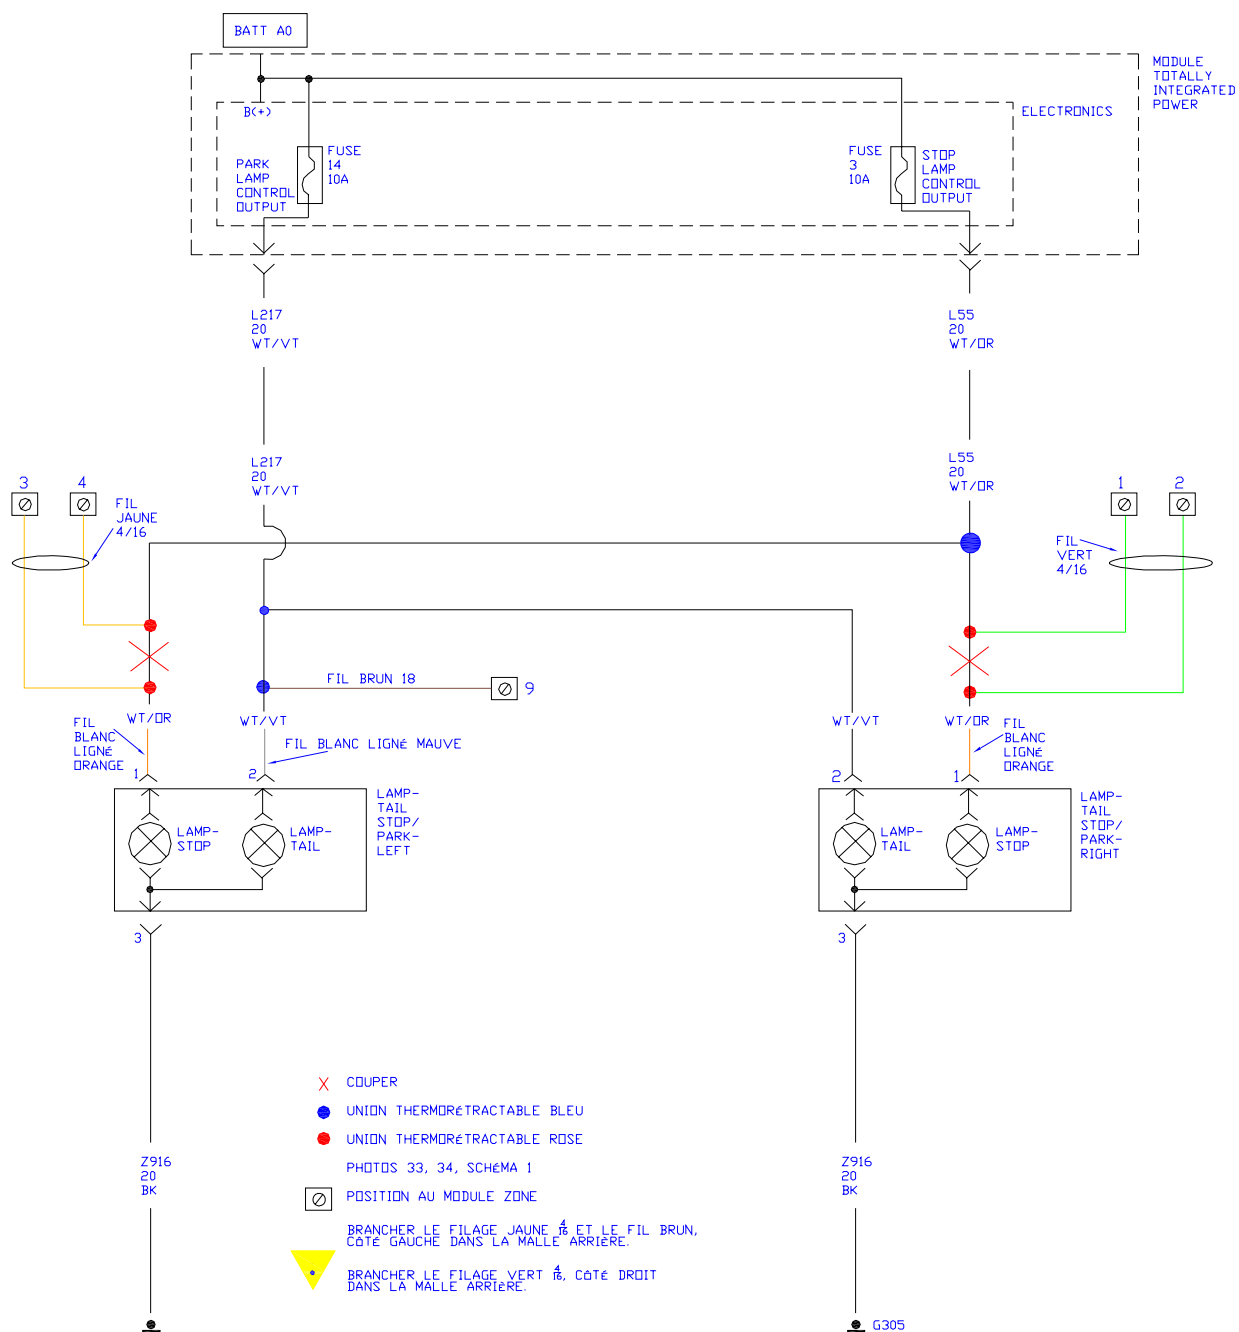 BATT A0
MODULE
TOTALLY
INTEGRATED
POWER
B(+)
ELECTRONICS
PARK
LAMP
CONTROL
OUTPUT
FUSE
14
10A
FUSE
3
10A
STOP
LAMP
CONTROL
OUTPUT
L217
20
WT/VT
L55
20
WT/OR
L217
20
WT/VT
L55
20
WT/OR
3
4
FIL
JAUNE
4/16
1
2
FIL
VERT
4/16
FIL BRUN 18
9
WT/OR
WT/VT
WT/VT
WT/OR
FIL
BLANC
LIGNÉ
ORANGE
FIL BLANC LIGNÉ MAUVE
FIL
BLANC
LIGNÉ
ORANGE
1
2
2
1
LAMP-
STOP
LAMP-
TAIL
LAMP-
TAIL
STOP/
PARK-
LEFT
LAMP-
TAIL
LAMP-
STOP
LAMP-
TAIL
STOP/
PARK-
RIGHT
3
3
COUPER
UNION THERMORÉTRACTABLE BLEU
UNION THERMORÉTRACTABLE ROSE
PHOTOS 33, 34, SCHÉMA 1
POSITION AU MODULE ZONE
BRANCHER LE FILAGE JAUNE 4/16 ET LE FIL BRUN,
CÔTÉ GAUCHE DANS LA MALLE ARRIÈRE.
BRANCHER LE FILAGE VERT 4/16, CÔTÉ DROIT
DANS LA MALLE ARRIÈRE.
Z916
20
BK
Z916
20
BK
G305